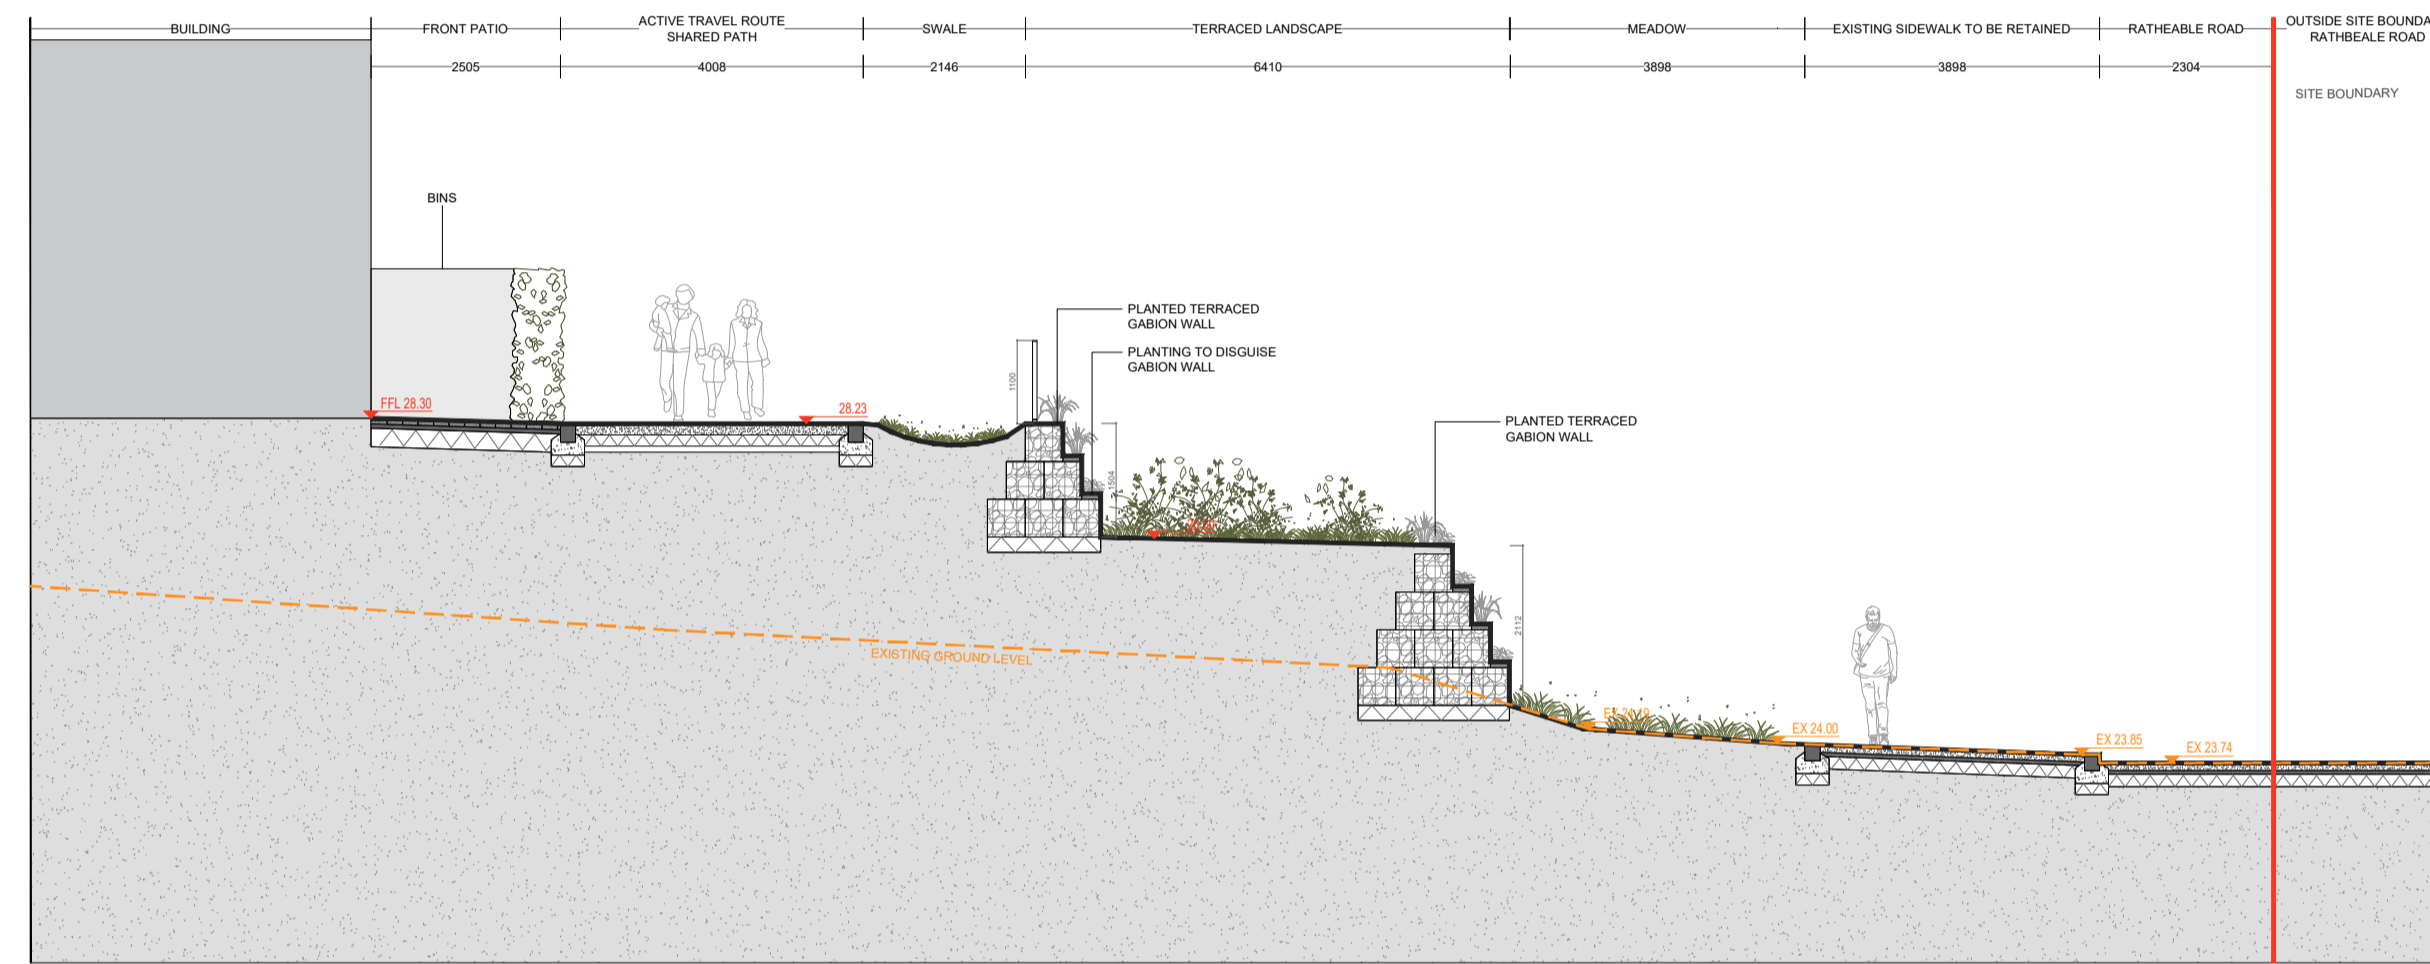 BUILDING
FRONT PATIO
ACTIVE TRAVEL ROUTE
SHARED PATH
SWALE
TERRACED LANDSCAPE
MEADOW
EXISTING SIDEWALK TO BE RETAINED
RATHEABLE ROAD
OUTSIDE SITE BOUNDA
RATHBEALE ROAD
2505
4008
2146
6410
3898
3898
2304
SITE BOUNDARY
BINS
PLANTED TERRACED
GABION WALL
PLANTING TO DISGUISE
GABION WALL
1100
FFL 28.30
28.23
PLANTED TERRACED
GABION WALL
1504
2112
EXISTING GROUND LEVEL
EX 24.00
EX 23.85
EX 23.74